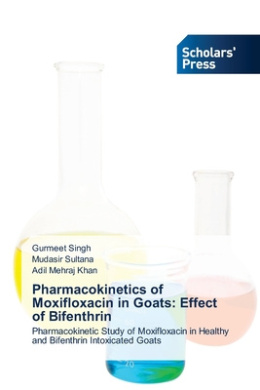 Scholars'
Press
Gurmeet Singh
Mudasir Sultana
Adil Mehraj Khan
Pharmacokinetics of
Moxifloxacin in Goats: Effect
of Bifenthrin
Pharmacokinetic Study of Moxifloxacin in Healthy
and Bifenthrin Intoxicated Goats
20